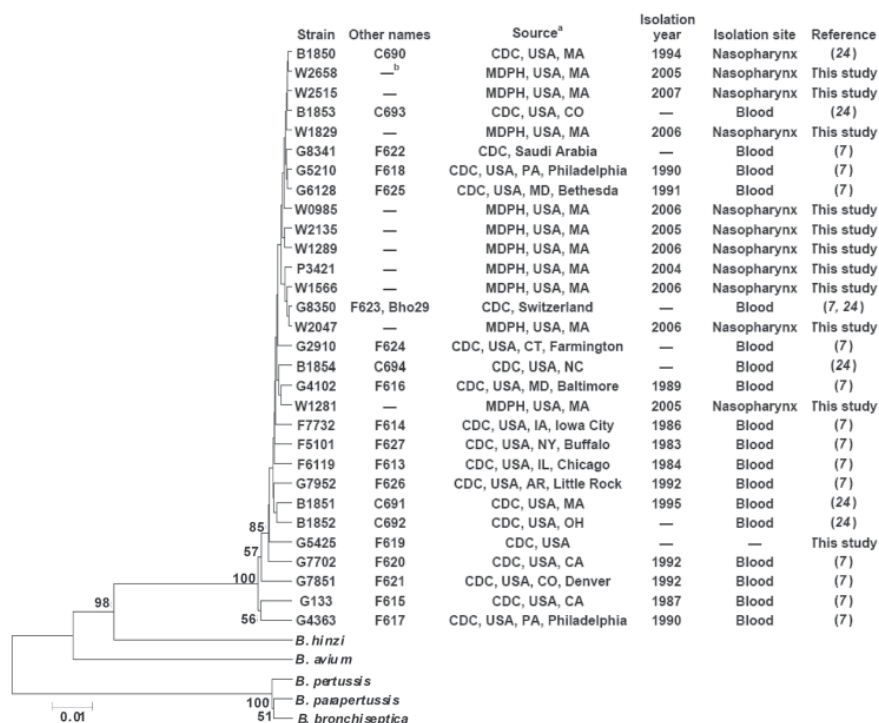 Strain Other names Sourceᵃ Isolation year Isolation site Reference
B1850 C690 CDC, USA, MA 1994 Nasopharynx (24)
W2658 —ᵇ MDPH, USA, MA 2005 Nasopharynx This study
W2515 — MDPH, USA, MA 2007 Nasopharynx This study
B1853 C693 CDC, USA, CO — Blood (24)
W1829 — MDPH, USA, MA 2006 Nasopharynx This study
G8341 F622 CDC, Saudi Arabia — Blood (7)
G5210 F618 CDC, USA, PA, Philadelphia 1990 Blood (7)
G6128 F625 CDC, USA, MD, Bethesda 1991 Blood (7)
W0985 — MDPH, USA, MA 2006 Nasopharynx This study
W2135 — MDPH, USA, MA 2005 Nasopharynx This study
W1289 — MDPH, USA, MA 2006 Nasopharynx This study
P3421 — MDPH, USA, MA 2004 Nasopharynx This study
W1566 — MDPH, USA, MA 2006 Nasopharynx This study
G8350 F623, Bho29 CDC, Switzerland — Blood (7, 24)
W2047 — MDPH, USA, MA 2006 Nasopharynx This study
G2910 F624 CDC, USA, CT, Farmington — Blood (7)
B1854 C694 CDC, USA, NC — Blood (24)
G4102 F616 CDC, USA, MD, Baltimore 1989 Blood (7)
W1281 — MDPH, USA, MA 2005 Nasopharynx This study
F7732 F614 CDC, USA, IA, Iowa City 1986 Blood (7)
F5101 F627 CDC, USA, NY, Buffalo 1983 Blood (7)
F6119 F613 CDC, USA, IL, Chicago 1984 Blood (7)
G7952 F626 CDC, USA, AR, Little Rock 1992 Blood (7)
B1851 C691 CDC, USA, MA 1995 Blood (24)
85 B1852 C692 CDC, USA, OH — Blood (24)
57 G5425 F619 CDC, USA — — This study
G7702 F620 CDC, USA, CA 1992 Blood (7)
100 G7851 F621 CDC, USA, CO, Denver 1992 Blood (7)
98 G133 F615 CDC, USA, CA 1987 Blood (7)
56 G4363 F617 CDC, USA, PA, Philadelphia 1990 Blood (7)
B. hinzi
B. avium
B. pertussis
100 B. parapertussis
0.01 51 B. bronchiseptica